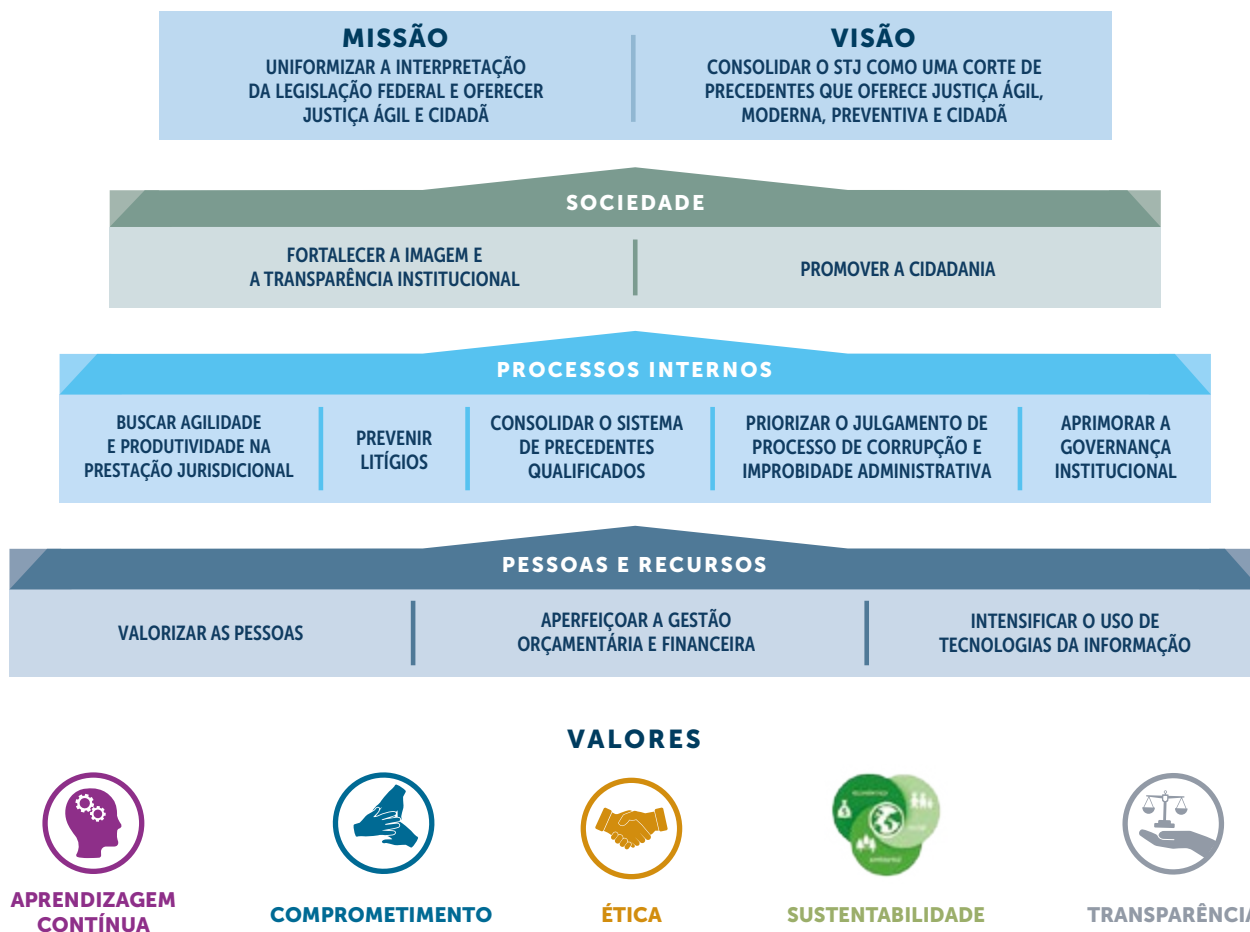 MISSÃO
UNIFORMIZAR A INTERPRETAÇÃO
DA LEGISLAÇÃO FEDERAL E OFERECER
JUSTIÇA ÁGIL E CIDADÃ
VISÃO
CONSOLIDAR O STJ COMO UMA CORTE DE
PRECEDENTES QUE OFERECE JUSTIÇA ÁGIL,
MODERNA, PREVENTIVA E CIDADÃ
SOCIEDADE
FORTALECER A IMAGEM E
A TRANSPARÊNCIA INSTITUCIONAL
PROMOVER A CIDADANIA
PROCESSOS INTERNOS
BUSCAR AGILIDADE
E PRODUTIVIDADE NA
PRESTAÇÃO JURISDICIONAL
PREVENIR
LITÍGIOS
CONSOLIDAR O SISTEMA
DE PRECEDENTES
QUALIFICADOS
PRIORIZAR O JULGAMENTO DE
PROCESSO DE CORRUPÇÃO E
IMPROBIDADE ADMINISTRATIVA
APRIMORAR A
GOVERNANÇA
INSTITUCIONAL
PESSOAS E RECURSOS
VALORIZAR AS PESSOAS
APERFEIÇOAR A GESTÃO
ORÇAMENTÁRIA E FINANCEIRA
INTENSIFICAR O USO DE
TECNOLOGIAS DA INFORMAÇÃO
VALORES
APRENDIZAGEM
CONTÍNUA
COMPROMETIMENTO
ÉTICA
SUSTENTABILIDADE
TRANSPARÊNCIA